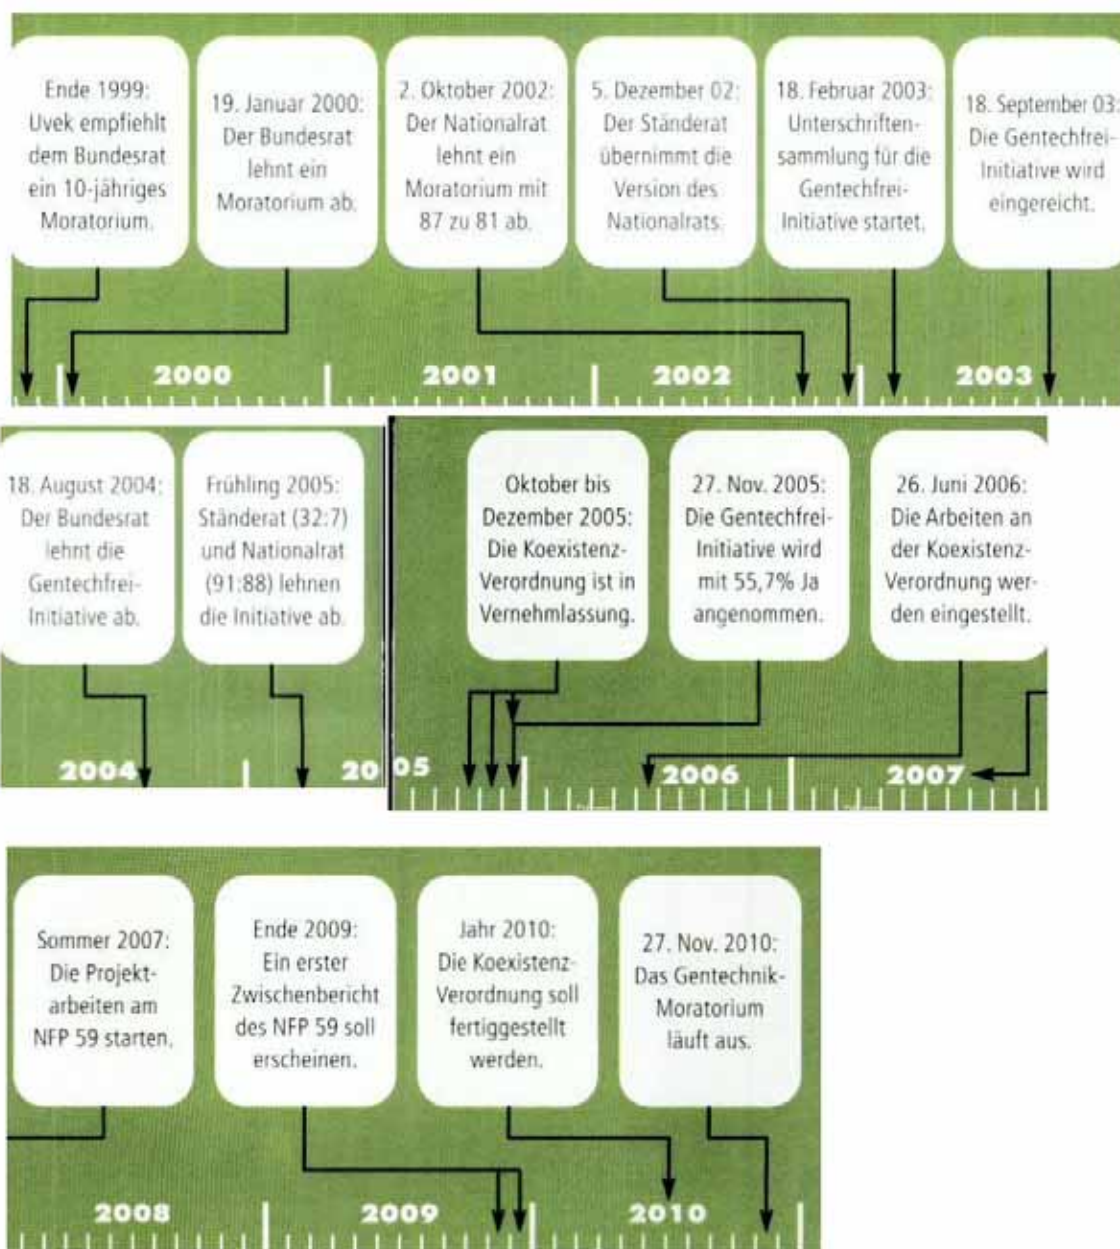 Ende 1999:
Uvek empfiehlt
dem Bundesrat
ein 10-jähriges
Moratorium.
19. Januar 2000:
Der Bundesrat
lehnt ein
Moratorium ab.
2. Oktober 2002:
Der Nationalrat
lehnt ein
Moratorium mit
87 zu 81 ab.
5. Dezember 02:
Der Ständerat
übernimmt die
Version des
Nationalrats.
18. Februar 2003:
Unterschriften-
sammlung für die
Gentechfrei-
Initiative startet.
18. September 03:
Die Gentechfrei-
Initiative wird
eingereicht.
2000 2001 2002 2003
18. August 2004:
Der Bundesrat
lehnt die
Gentechfrei-
Initiative ab.
Frühling 2005:
Ständerat (32:7)
und Nationalrat
(91:88) lehnen
die Initiative ab.
Oktober bis
Dezember 2005:
Die Koexistenz-
Verordnung ist in
Vernehmlassung.
27. Nov. 2005:
Die Gentechfrei-
Initiative wird
mit 55,7% Ja
angenommen.
26. Juni 2006:
Die Arbeiten an
der Koexistenz-
Verordnung wer-
den eingestellt.
2004 2005 2006 2007
Sommer 2007:
Die Projekt-
arbeiten am
NFP 59 starten.
Ende 2009:
Ein erster
Zwischenbericht
des NFP 59 soll
erscheinen.
Jahr 2010:
Die Koexistenz-
Verordnung soll
fertiggestellt
werden.
27. Nov. 2010:
Das Gentechnik-
Moratorium
läuft aus.
2008 2009 2010